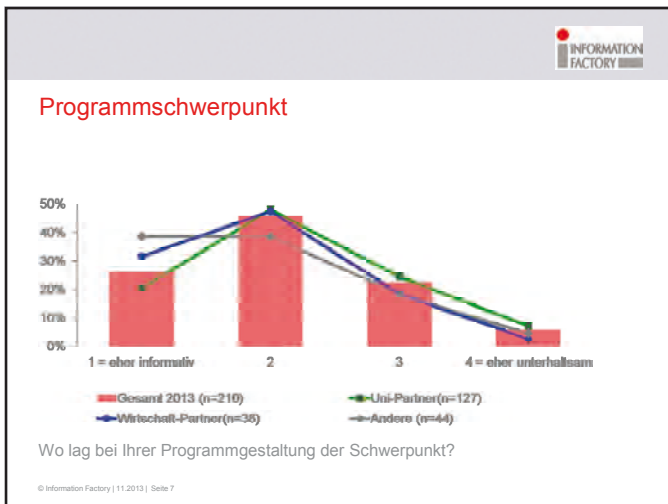 INFORMATION
FACTORY
Programmschwerpunkt
50%
40%
30%
20%
10%
0%
1 = eher informativ 2 3 4 = eher unterhaltsam
Gesamt 2013 (n=210) Uni-Partner(n=127)
Wirtschaft-Partner(n=38) Andere (n=44)
Wo lag bei Ihrer Programmgestaltung der Schwerpunkt?
© Information Factory | 11.2013 | Seite 7